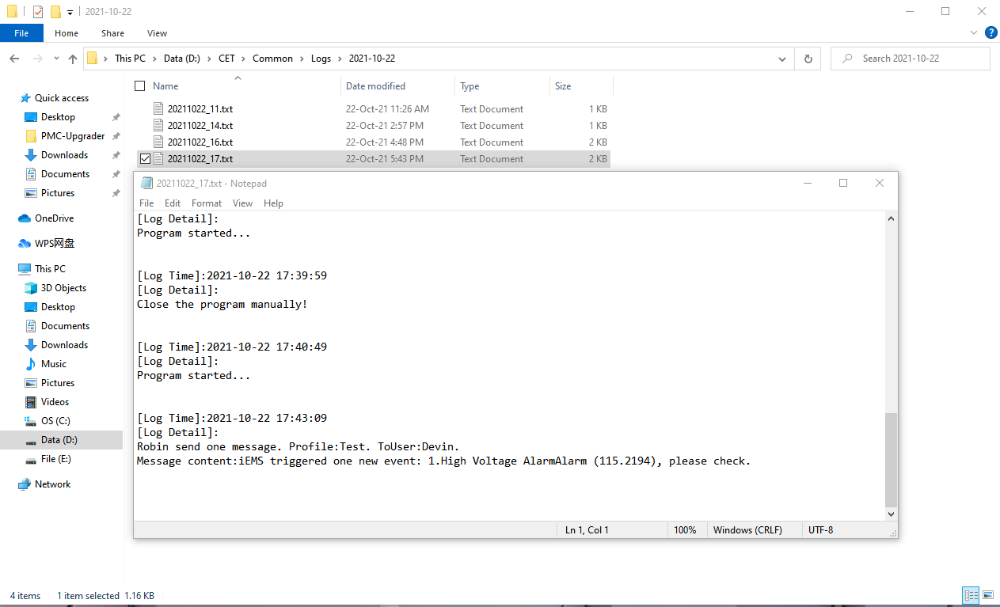 2021-10-22
File Home Share View
This PC Data (D:) CET Common Logs 2021-10-22 Search 2021-10-22
Name Date modified Type Size
20211022_11.txt 22-Oct-21 11:26 AM Text Document 1 KB
20211022_14.txt 22-Oct-21 2:57 PM Text Document 1 KB
20211022_16.txt 22-Oct-21 4:48 PM Text Document 2 KB
20211022_17.txt 22-Oct-21 5:43 PM Text Document 2 KB
Quick access
Desktop
PMC-Upgrader
Downloads
Documents
Pictures
OneDrive
WPS网盘
This PC
3D Objects
Desktop
Documents
Downloads
Music
Pictures
Videos
OS (C:)
Data (D:)
File (E:)
Network
20211022_17.txt - Notepad
File Edit Format View Help
[Log Detail]:
Program started...
[Log Time]:2021-10-22 17:39:59
[Log Detail]:
Close the program manually!
[Log Time]:2021-10-22 17:40:49
[Log Detail]:
Program started...
[Log Time]:2021-10-22 17:43:09
[Log Detail]:
Robin send one message. Profile:Test. ToUser:Devin.
Message content:iEMS triggered one new event: 1.High Voltage AlarmAlarm (115.2194), please check.
Ln 1, Col 1 100% Windows (CRLF) UTF-8
4 items 1 item selected 1.16 KB